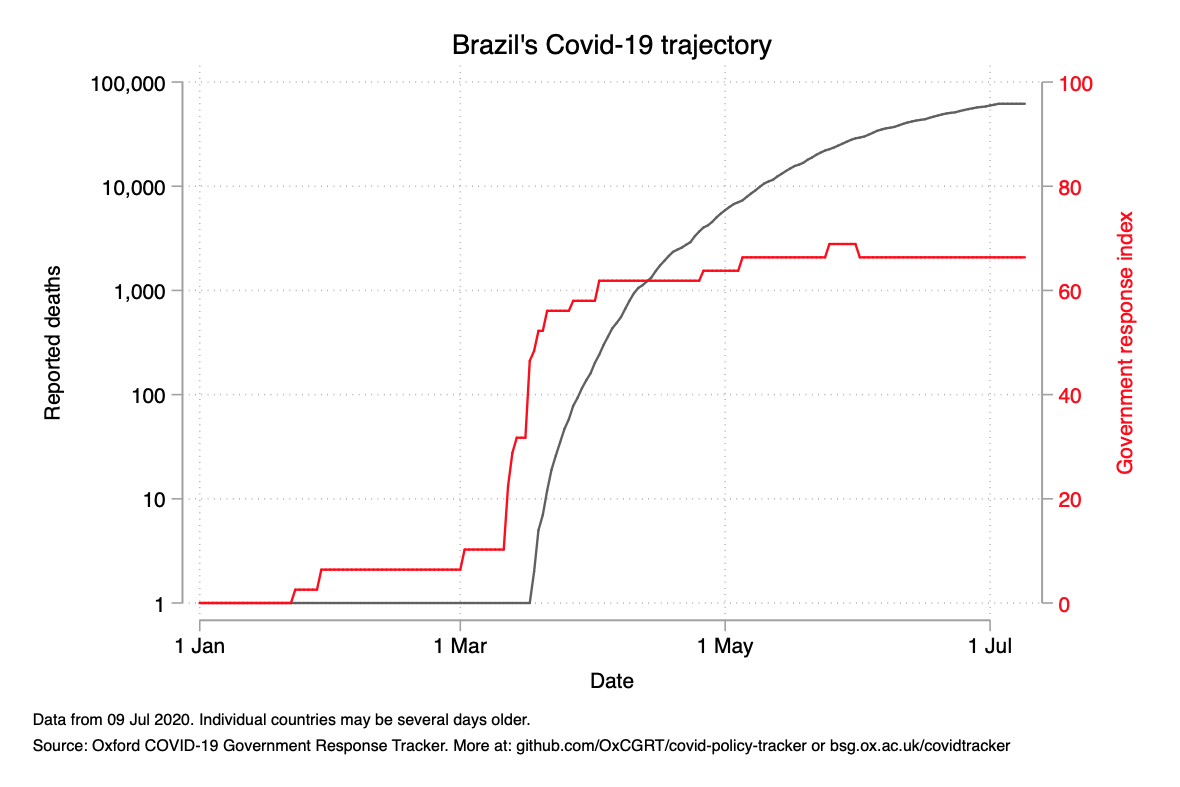 Brazil's Covid-19 trajectory
100,000
10,000
1,000
100
10
1
Reported deaths
100
80
60
40
20
0
Government response index
1 Jan
1 Mar
1 May
1 Jul
Date
Data from 09 Jul 2020. Individual countries may be several days older.
Source: Oxford COVID-19 Government Response Tracker. More at: github.com/OxCGRT/covid-policy-tracker or bsg.ox.ac.uk/covidtracker